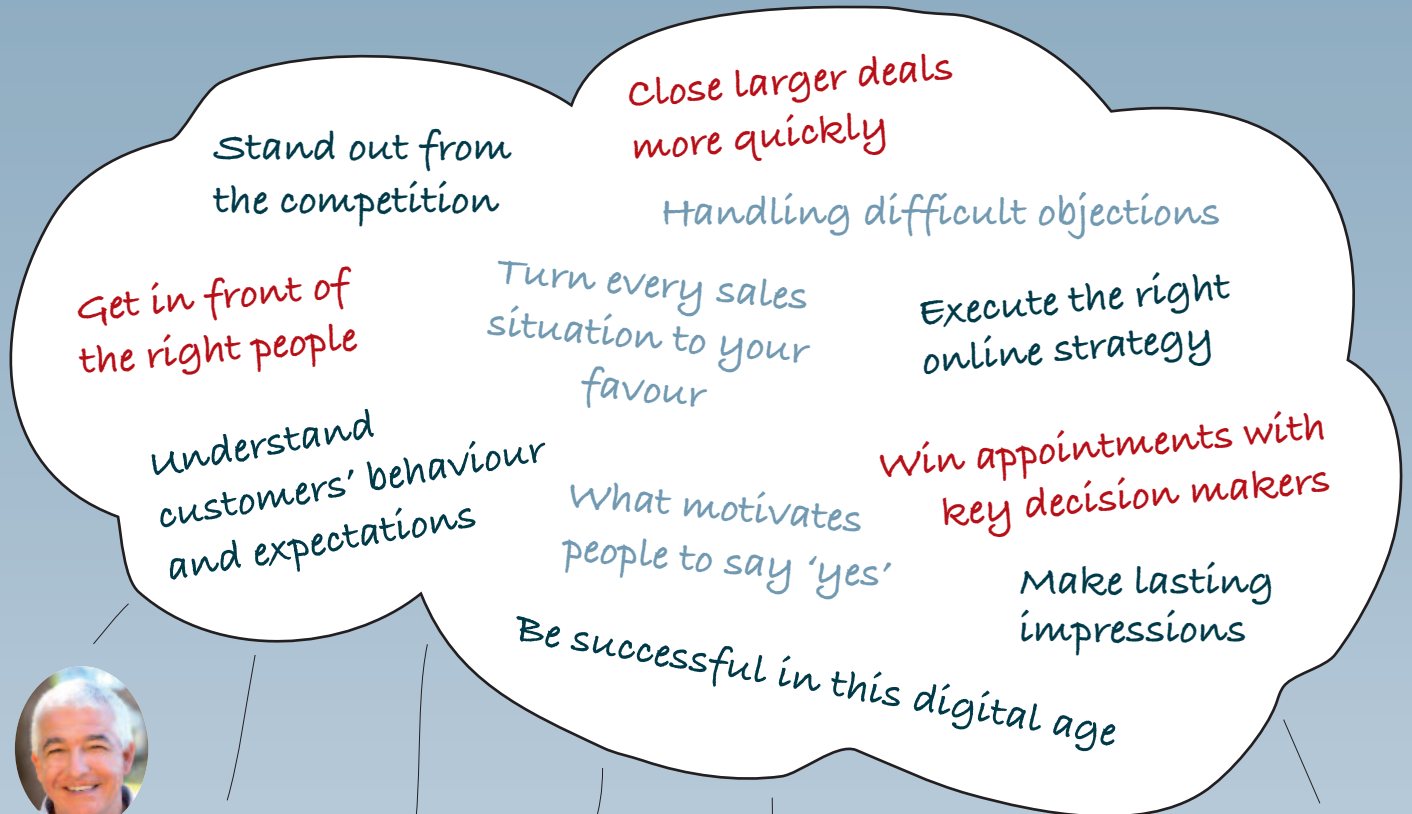 Close larger deals
more quickly
Stand out from
the competition
Handling difficult objections
Get in front of
the right people
Turn every sales
situation to your
favour
Execute the right
online strategy
Understand
customers’ behaviour
and expectations
What motivates
people to say ‘yes’
Win appointments with
key decision makers
Make lasting
impressions
Be successful in this digital age